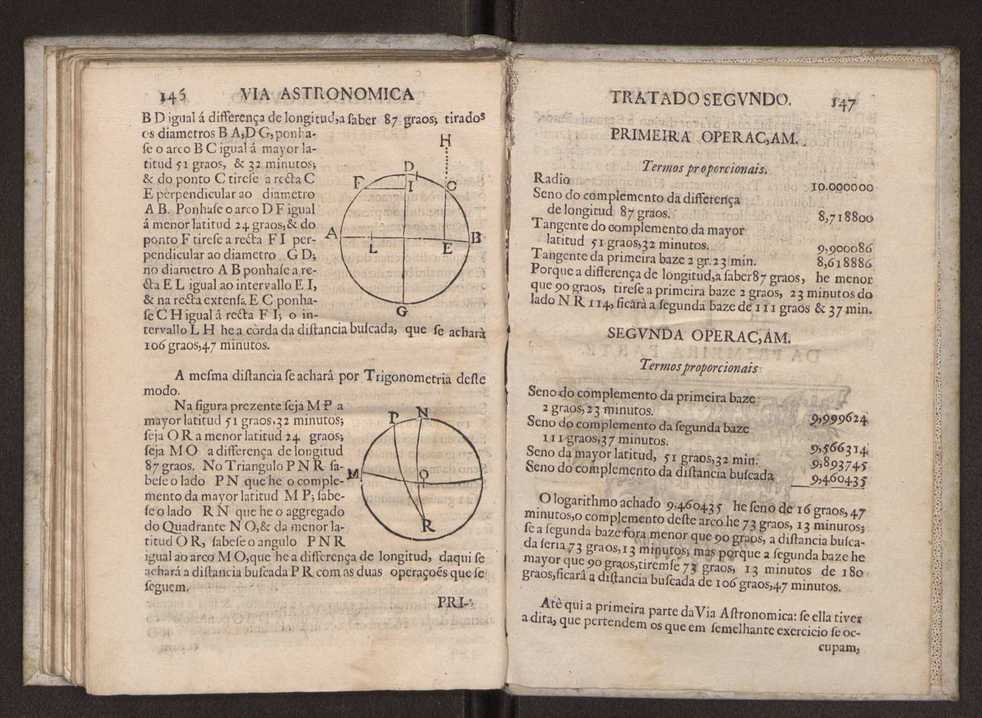 146 VIA ASTRONOMICA
B D igual á differença de longitud, a ſaber 87 graos; tirados
os diametros B A, D G, ponha-
ſe o arco B C igual á mayor la-
titud 51 graos, & 32 minutos;
& do ponto C tireſe a recta C
E perpendicular ao diametro
A B. Ponhaſe o arco D F igual
á menor latitud 24 graos, & do
ponto F tireſe a recta F I per-
pendicular ao diametro G D;
no diametro A B ponhaſe a re-
cta E L igual ao intervallo E I,
& na recta extenſa E C ponha-
ſe C H igual á recta F I; o in-
tervallo L H he a còrda da diſtancia buſcada, que ſe acharà
106 graos, 47 minutos.
H
D
F
I
C
A
L
E
B
G
A meſma diſtancia ſe achará por Trigonometria deſte
modo.
Na figura prezente ſeja M P a
mayor latitud 51 graos, 32 minutos;
ſeja O R a menor latitud 24 graos;
ſeja M O a differença de longitud
87 graos. No Triangulo P N R ſa-
beſe o lado P N que he o comple-
mento da mayor latitud M P; ſabe-
ſe o lado R N que he o aggregado
do Quadrante N O, & da menor la-
titud O R, ſabeſe o angulo P N R
igual ao arco M O, que he a differença de longitud, daqui ſe
achará a diſtancia buſcada P R com as duas operaçoẽs que ſe
ſeguem.
P
N
M
O
R
PRI-
TRATADO SEGVNDO. 147
PRIMEIRA OPERAC,AM.
Termos proporcionais.
Radio 10.000000
Seno do complemento da differença
de longitud 87 graos. 8,718800
Tangente do complemento da mayor
latitud 51 graos, 32 minutos. 9,900086
Tangente da primeira baze 2 gr. 23 min. 8,618886
Porque a differença de longitud, a ſaber 87 graos, he menor
que 90 graos, tireſe a primeira baze 2 graos, 23 minutos do
lado N R 114, ficarà a ſegunda baze de 111 graos & 37 min.
SEGVNDA OPERAC,AM.
Termos proporcionais
Seno do complemento da primeira baze
2 graos, 23 minutos. 9,999624
Seno do complemento da ſegunda baze
111 graos, 37 minutos. 9,566314
Seno da mayor latitud, 51 graos, 32 min. 9,893745
Seno do complemento da diſtancia buſcada 9,460435
O logarithmo achado 9,460435 he ſeno de 16 graos, 47
minutos, o complemento deſte arco he 73 graos, 13 minutos;
ſe a ſegunda baze fora menor que 90 graos, a diſtancia buſca-
da ſeria 73 graos, 13 minutos; mas porque a ſegunda baze he
mayor que 90 graos, tiremſe 73 graos, 13 minutos de 180
graos, ficará a diſtancia buſcada de 106 graos, 47 minutos.
Atè qui a primeira parte da Via Aſtronomica: ſe ella tiver
a dita, que pertendem os que em ſemelhante exercicio ſe oc-
cupam,